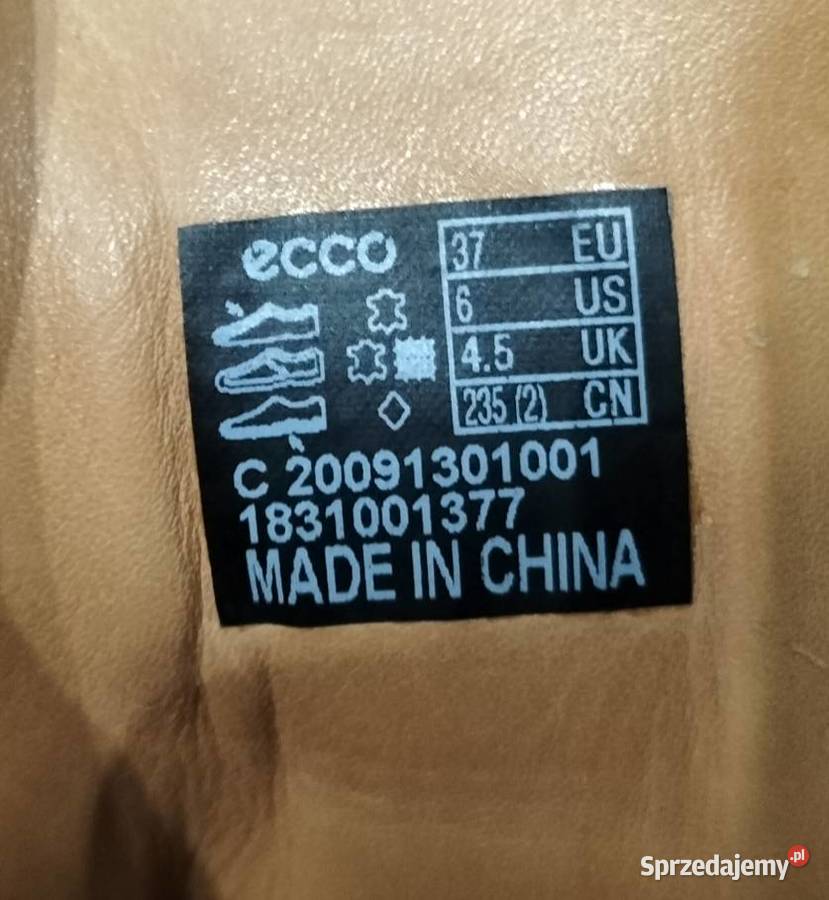 ecco
37 EU
6 US
4.5 UK
235 (2) CN
C 20091301001
1831001377
MADE IN CHINA
Sprzedajemy.pl